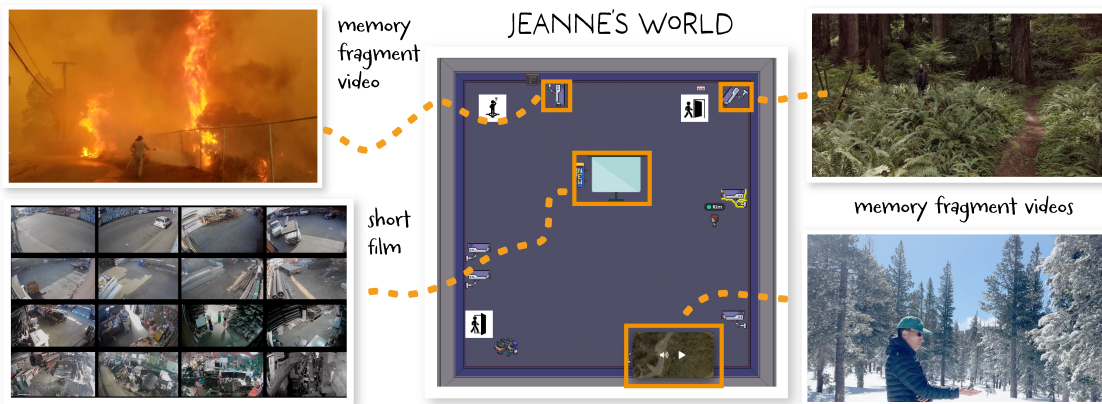 JEANNE'S WORLD
memory
fragment
video
Kim
short
film
memory fragment videos